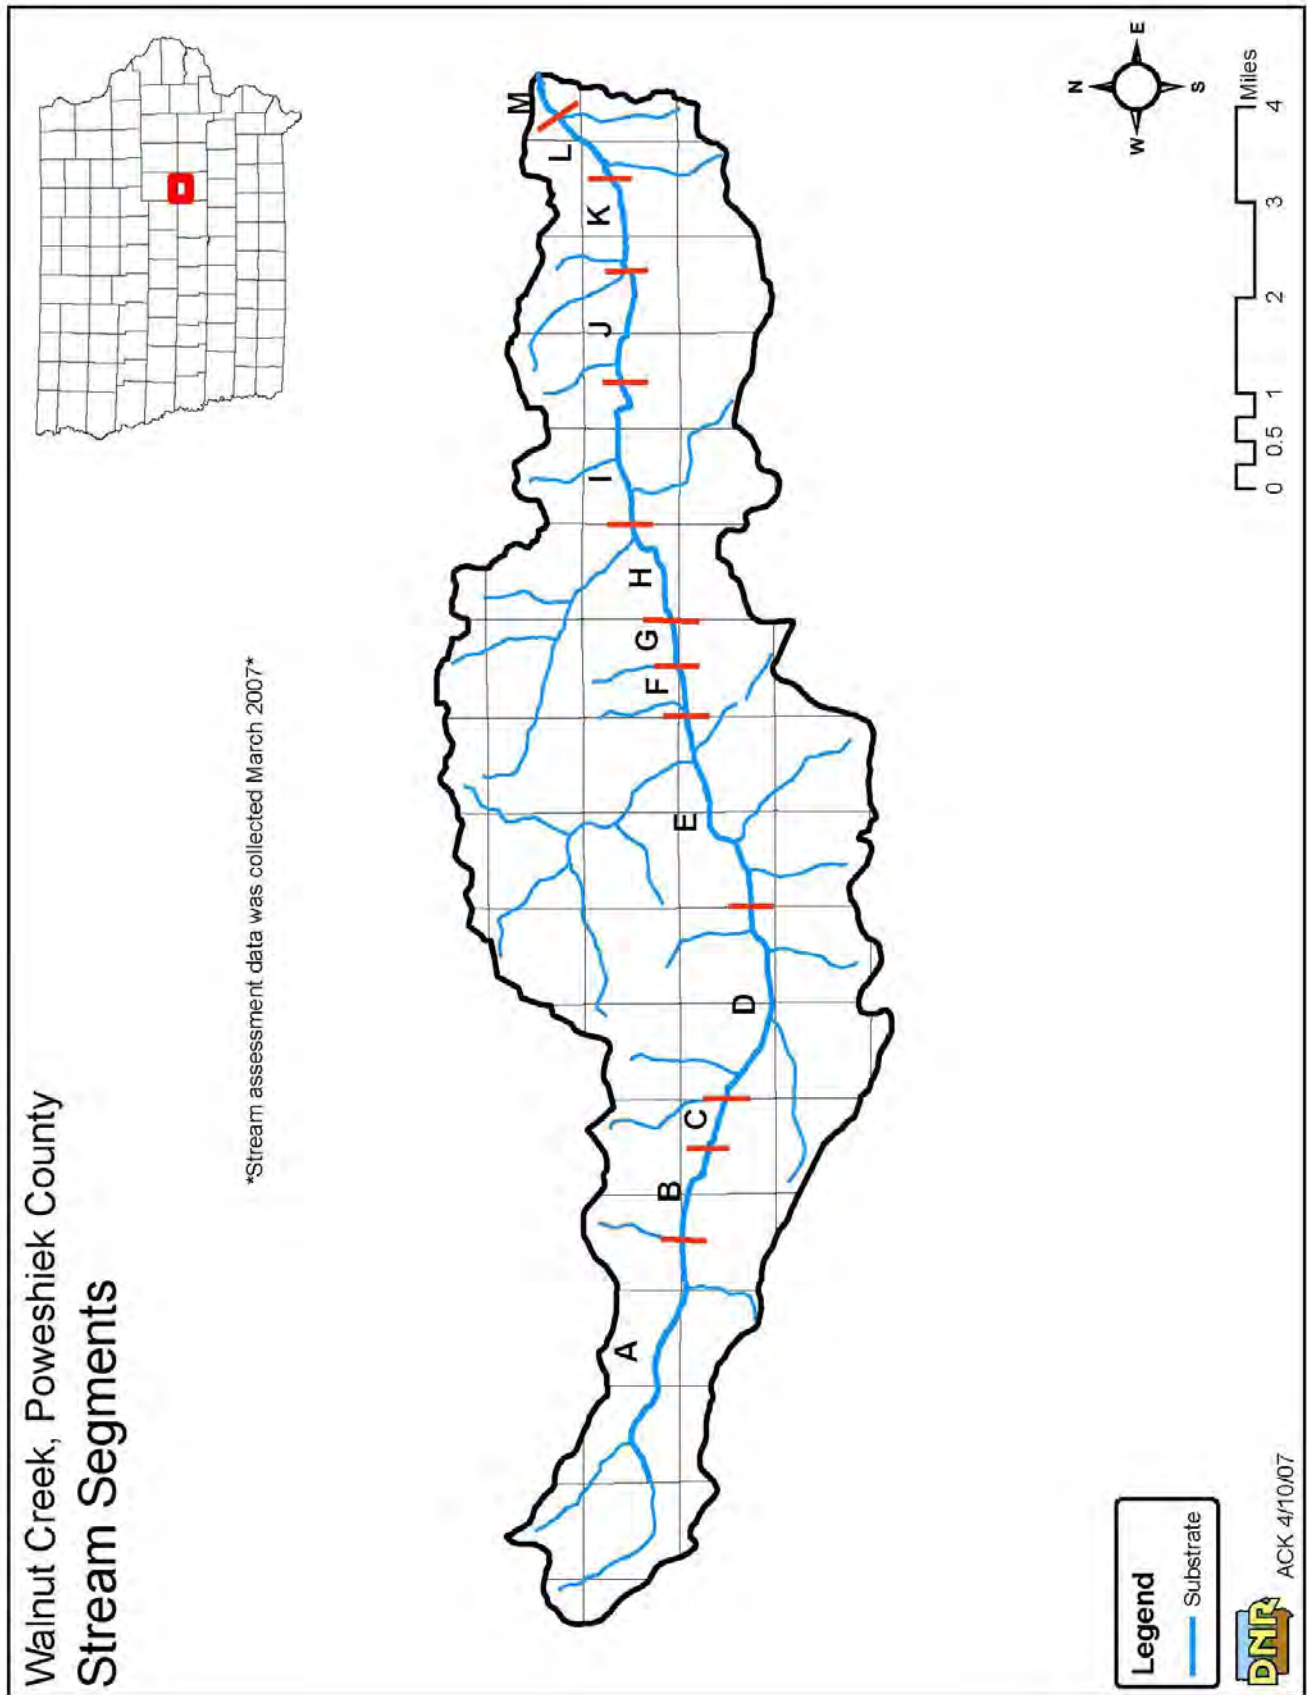 Walnut Creek, Poweshiek County
Stream Segments
*Stream assessment data was collected March 2007*
A
B
C
D
E
F
G
H
I
J
K
L
M
N
W E
S
0 0.5 1 2 3 4 Miles
Legend
Substrate
DNR
ACK 4/10/07